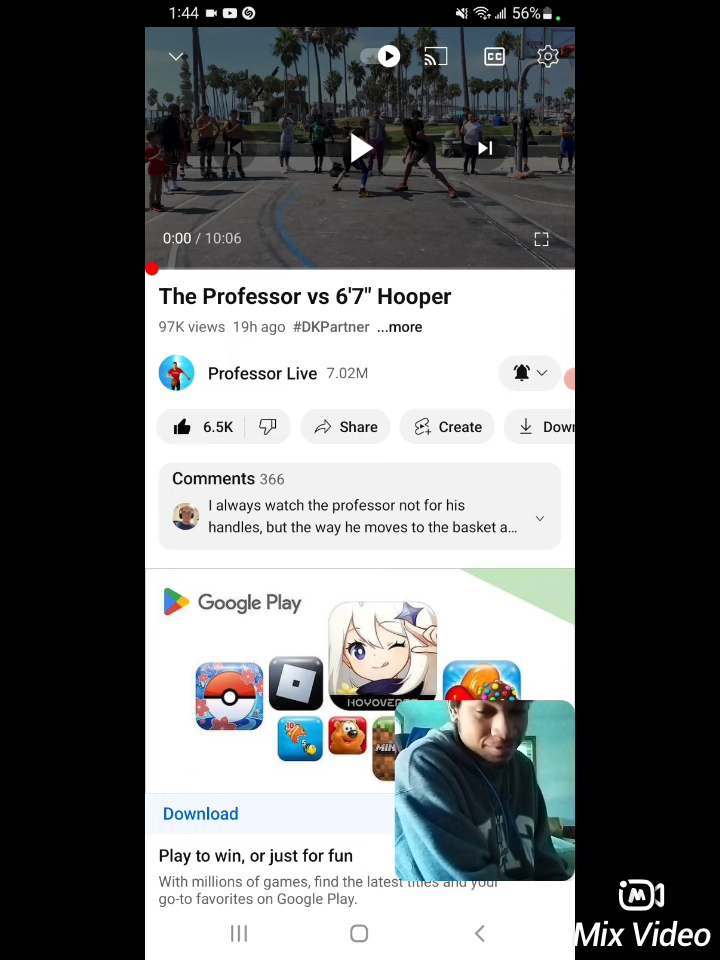 1:44 56%
CC
0:00 / 10:06
The Professor vs 6'7" Hooper
97K views 19h ago #DKPartner ...more
Professor Live 7.02M
6.5K Share Create Down
Comments 366
I always watch the professor not for his
handles, but the way he moves to the basket a...
Google Play
HOYOVERSE
MIN
Download
Play to win, or just for fun
With millions of games, find the latest titles and your
go-to favorites on Google Play.
M
Mix Video